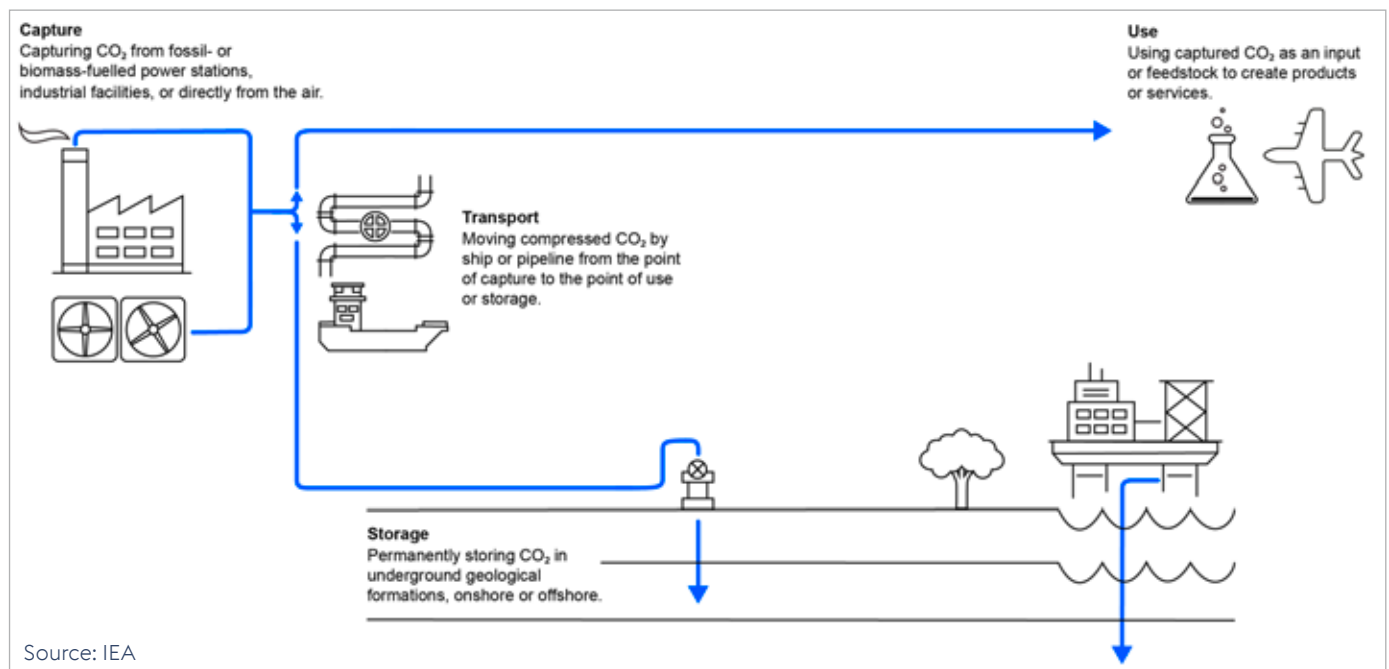 Capture
Capturing CO₂ from fossil- or
biomass-fuelled power stations,
industrial facilities, or directly from the air.
Use
Using captured CO₂ as an input
or feedstock to create products
or services.
Transport
Moving compressed CO₂ by
ship or pipeline from the point
of capture to the point of use
or storage.
Storage
Permanently storing CO₂ in
underground geological
formations, onshore or offshore.
Source: IEA